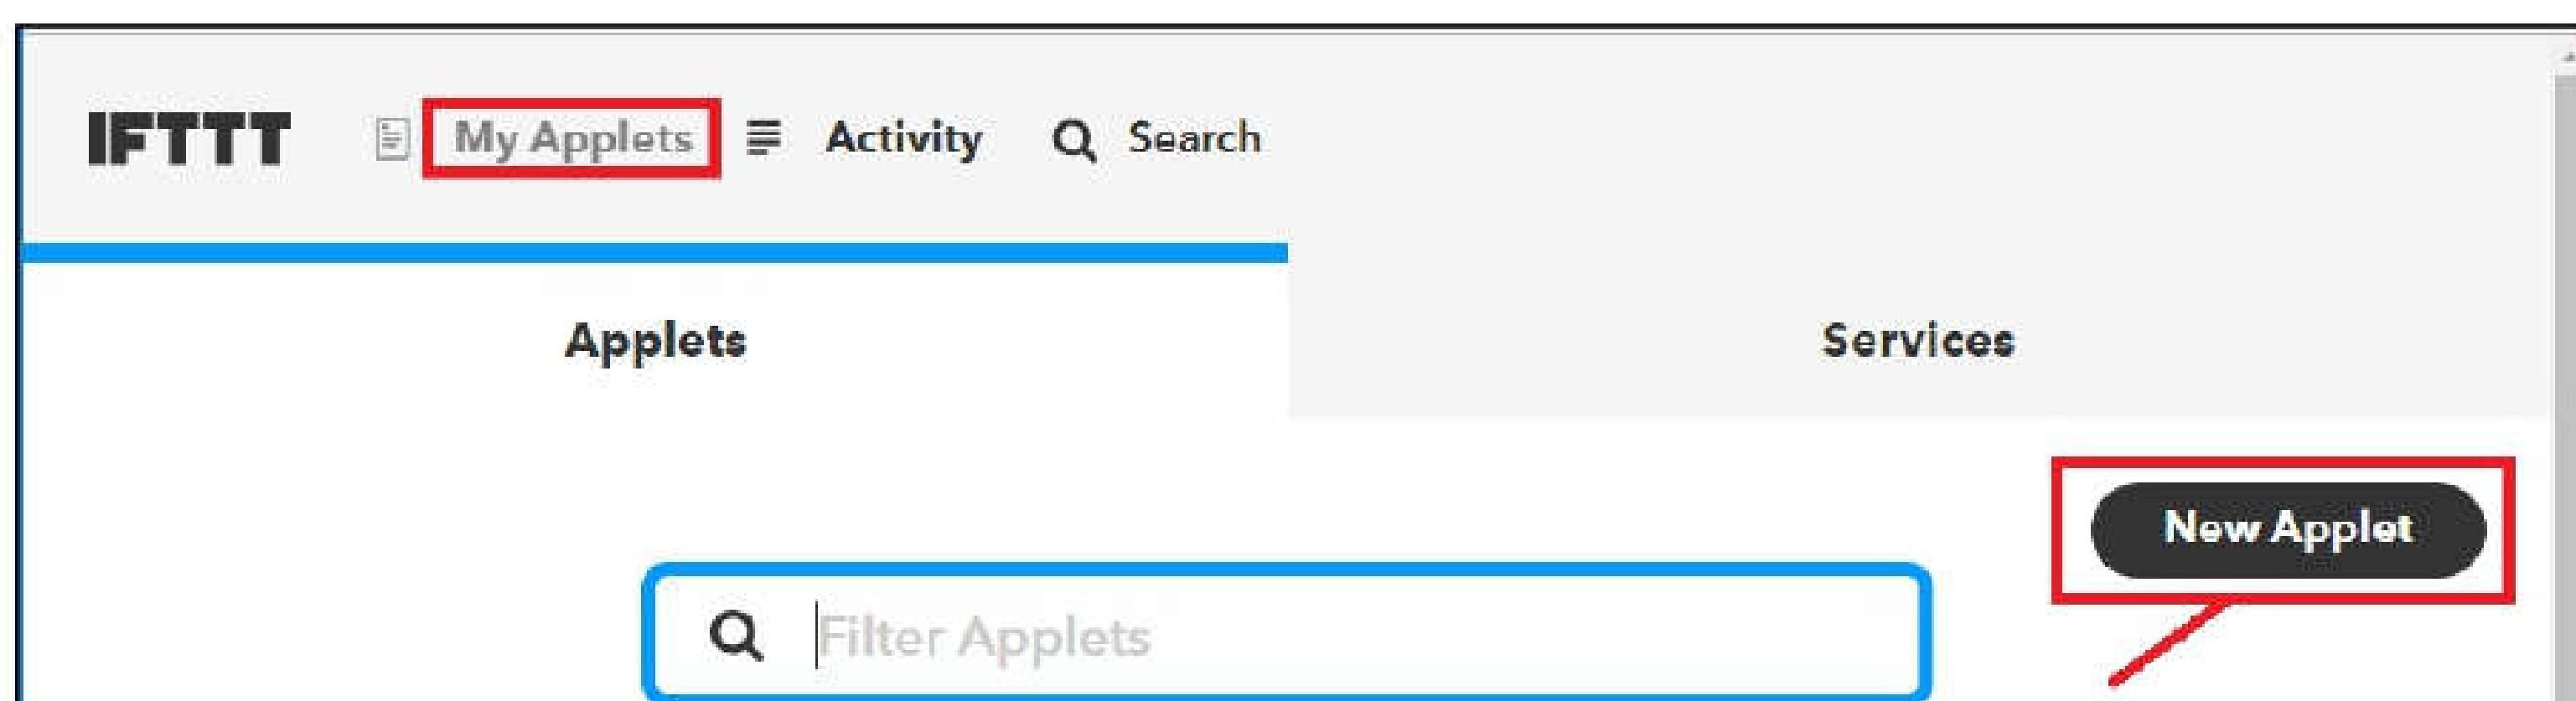 IFTTT My Applets Activity Search
Applets Services
New Applet
Filter Applets